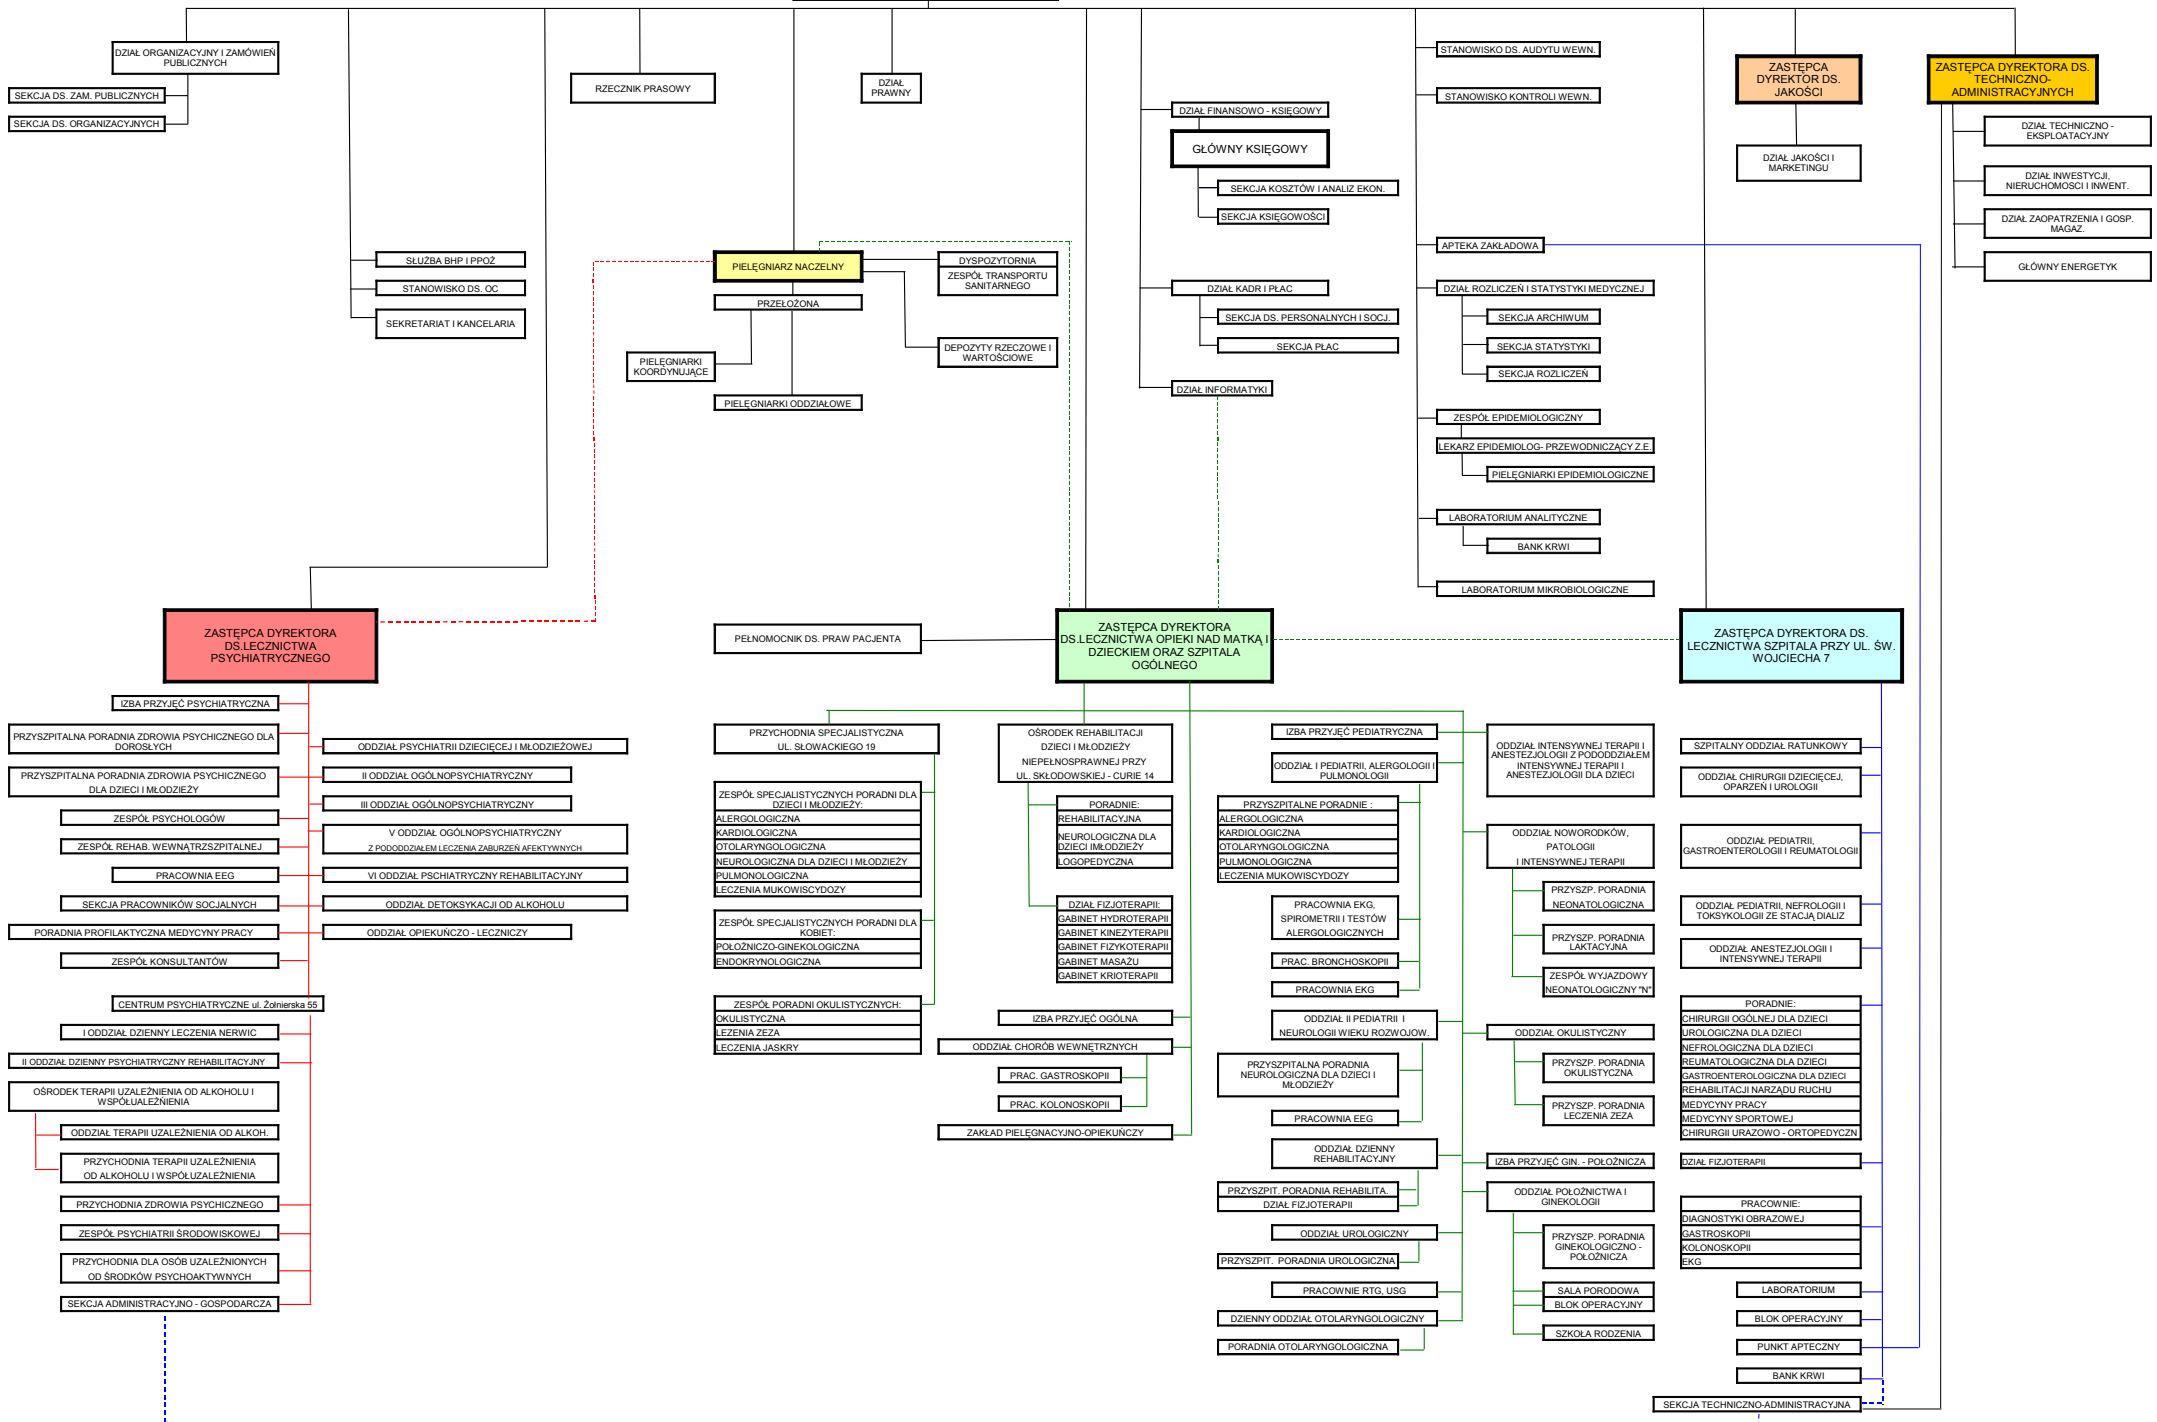 DZIAŁ ORGANIZACYJNY I ZAMÓWIEŃ
PUBLICZNYCH
SEKCJA DS. ZAM. PUBLICZNYCH
SEKCJA DS. ORGANIZACYJNYCH
SŁUŻBA BHP I PPOŻ
STANOWISKO DS. OC
SEKRETARIAT I KANCELARIA
RZECZNIK PRASOWY
DZIAŁ
PRAWNY
PIELĘGNIARZ NACZELNY
PRZEŁOŻONA
PIELĘGNIARKI
KOORDYNUJĄCE
PIELĘGNIARKI ODDZIAŁOWE
DYSPOZYTORNIA
ZESPÓŁ TRANSPORTU
SANITARNEGO
DEPOZYTY RZECZOWE I
WARTOŚCIOWE
DZIAŁ FINANSOWO - KSIĘGOWY
GŁÓWNY KSIĘGOWY
SEKCJA KOSZTÓW I ANALIZ EKON.
SEKCJA KSIĘGOWOŚCI
DZIAŁ KADR I PŁAC
SEKCJA DS. PERSONALNYCH I SOCJ.
SEKCJA PŁAC
DZIAŁ INFORMATYKI
STANOWISKO DS. AUDYTU WEWN.
STANOWISKO KONTROLI WEWN.
APTEKA ZAKŁADOWA
DZIAŁ ROZLICZEŃ I STATYSTYKI MEDYCZNEJ
SEKCJA ARCHIWUM
SEKCJA STATYSTYKI
SEKCJA ROZLICZEŃ
ZESPÓŁ EPIDEMIOLOGICZNY
LEKARZ EPIDEMIOLOG- PRZEWODNICZĄCY Z.E.
PIELĘGNIARKI EPIDEMIOLOGICZNE
LABORATORIUM ANALITYCZNE
BANK KRWI
LABORATORIUM MIKROBIOLOGICZNE
ZASTĘPCA
DYREKTOR DS.
JAKOŚCI
DZIAŁ JAKOŚCI I
MARKETINGU
ZASTĘPCA DYREKTORA DS.
TECHNICZNO-
ADMINISTRACYJNYCH
DZIAŁ TECHNICZNO -
EKSPLOATACYJNY
DZIAŁ INWESTYCJI,
NIERUCHOMOSCI I INWENT.
DZIAŁ ZAOPATRZENIA I GOSP.
MAGAZ.
GŁÓWNY ENERGETYK
ZASTĘPCA DYREKTORA
DS.LECZNICTWA
PSYCHIATRYCZNEGO
IZBA PRZYJĘĆ PSYCHIATRYCZNA
PRZYSZPITALNA PORADNIA ZDROWIA PSYCHICZNEGO DLA
DOROSŁYCH
PRZYSZPITALNA PORADNIA ZDROWIA PSYCHICZNEGO
DLA DZIECI I MŁODZIEŻY
ZESPÓŁ PSYCHOLOGÓW
ZESPÓŁ REHAB. WEWNĄTRZSZPITALNEJ
PRACOWNIA EEG
SEKCJA PRACOWNIKÓW SOCJALNYCH
PORADNIA PROFILAKTYCZNA MEDYCYNY PRACY
ZESPÓŁ KONSULTANTÓW
ODDZIAŁ PSYCHIATRII DZIECIĘCEJ I MŁODZIEŻOWEJ
II ODDZIAŁ OGÓLNOPSYCHIATRYCZNY
III ODDZIAŁ OGÓLNOPSYCHIATRYCZNY
V ODDZIAŁ OGÓLNOPSYCHIATRYCZNY
Z PODODDZIAŁEM LECZENIA ZABURZEŃ AFEKTYWNYCH
VI ODDZIAŁ PSCHIATRYCZNY REHABILITACYJNY
ODDZIAŁ DETOKSYKACJI OD ALKOHOLU
ODDZIAŁ OPIEKUŃCZO - LECZNICZY
CENTRUM PSYCHIATRYCZNE ul. Żołnierska 55
I ODDZIAŁ DZIENNY LECZENIA NERWIC
II ODDZIAŁ DZIENNY PSYCHIATRYCZNY REHABILITACYJNY
OŚRODEK TERAPII UZALEŻNIENIA OD ALKOHOLU I
WSPÓŁUALEŹNIENIA
ODDZIAŁ TERAPII UZALEŻNIENIA OD ALKOH.
PRZYCHODNIA TERAPII UZALEŻNIENIA
OD ALKOHOLU I WSPÓŁUZALEŻNIENIA
PRZYCHODNIA ZDROWIA PSYCHICZNEGO
ZESPÓŁ PSYCHIATRII ŚRODOWISKOWEJ
PRZYCHODNIA DLA OSÓB UZALEŻNIONYCH
OD ŚRODKÓW PSYCHOAKTYWNYCH
SEKCJA ADMINISTRACYJNO - GOSPODARCZA
PEŁNOMOCNIK DS. PRAW PACJENTA
ZASTĘPCA DYREKTORA
DS.LECZNICTWA OPIEKI NAD MATKĄ I
DZIECKIEM ORAZ SZPITALA
OGÓLNEGO
PRZYCHODNIA SPECJALISTYCZNA
UL. SŁOWACKIEGO 19
ZESPÓŁ SPECJALISTYCZNYCH PORADNI DLA
DZIECI I MŁODZIEŻY:
ALERGOLOGICZNA
KARDIOLOGICZNA
OTOLARYNGOLOGICZNA
NEUROLOGICZNA DLA DZIECI I MŁODZIEŻY
PULMONOLOGICZNA
LECZENIA MUKOWISCYDOZY
ZESPÓŁ SPECJALISTYCZNYCH PORADNI DLA
KOBIET:
POŁOŻNICZO-GINEKOLOGICZNA
ENDOKRYNOLOGICZNA
ZESPÓŁ PORADNI OKULISTYCZNYCH:
OKULISTYCZNA
LEZENIA ZEZA
LECZENIA JASKRY
OŚRODEK REHABILITACJI
DZIECI I MŁODZIEŻY
NIEPEŁNOSPRAWNEJ PRZY
UL. SKŁODOWSKIEJ - CURIE 14
PORADNIE:
REHABILITACYJNA
NEUROLOGICZNA DLA
DZIECI IMŁODZIEŻY
LOGOPEDYCZNA
DZIAŁ FIZJOTERAPII:
GABINET HYDROTERAPII
GABINET KINEZYTERAPII
GABINET FIZYKOTERAPII
GABINET MASAŻU
GABINET KRIOTERAPII
IZBA PRZYJĘĆ OGÓLNA
ODDZIAŁ CHORÓB WEWNĘTRZNYCH
PRAC. GASTROSKOPII
PRAC. KOLONOSKOPII
ZAKŁAD PIELĘGNACYJNO-OPIEKUŃCZY
IZBA PRZYJĘĆ PEDIATRYCZNA
ODDZIAŁ I PEDIATRII, ALERGOLOGII I
PULMONOLOGII
PRZYSZPITALNE PORADNIE :
ALERGOLOGICZNA
KARDIOLOGICZNA
OTOLARYNGOLOGICZNA
PULMONOLOGICZNA
LECZENIA MUKOWISCYDOZY
PRACOWNIA EKG,
SPIROMETRII I TESTÓW
ALERGOLOGICZNYCH
PRAC. BRONCHOSKOPII
PRACOWNIA EKG
ODDZIAŁ II PEDIATRII I
NEUROLOGII WIEKU ROZWOJOW.
PRZYSZPITALNA PORADNIA
NEUROLOGICZNA DLA DZIECI I
MŁODZIEŻY
PRACOWNIA EEG
ODDZIAŁ DZIENNY
REHABILITACYJNY
PRZYSZPIT. PORADNIA REHABILITA.
DZIAŁ FIZJOTERAPII
ODDZIAŁ UROLOGICZNY
PRZYSZPIT. PORADNIA UROLOGICZNA
PRACOWNIE RTG, USG
DZIENNY ODDZIAŁ OTOLARYNGOLOGICZNY
PORADNIA OTOLARYNGOLOGICZNA
ODDZIAŁ INTENSYWNEJ TERAPII I
ANESTEZJOLOGII Z PODODDZIAŁEM
INTENSYWNEJ TERAPII I
ANESTEZJOLOGII DLA DZIECI
ODDZIAŁ NOWORODKÓW,
PATOLOGII
I INTENSYWNEJ TERAPII
PRZYSZP. PORADNIA
NEONATOLOGICZNA
PRZYSZP. PORADNIA
LAKTACYJNA
ZESPÓŁ WYJAZDOWY
NEONATOLOGICZNY "N"
ODDZIAŁ OKULISTYCZNY
PRZYSZP. PORADNIA
OKULISTYCZNA
PRZYSZP. PORADNIA
LECZENIA ZEZA
IZBA PRZYJĘĆ GIN. - POŁOŻNICZA
ODDZIAŁ POŁOŻNICTWA I
GINEKOLOGII
PRZYSZP. PORADNIA
GINEKOLOGICZNO -
POŁOŻNICZA
SALA PORODOWA
BLOK OPERACYJNY
SZKOŁA RODZENIA
ZASTĘPCA DYREKTORA DS.
LECZNICTWA SZPITALA PRZY UL. ŚW.
WOJCIECHA 7
SZPITALNY ODDZIAŁ RATUNKOWY
ODDZIAŁ CHIRURGII DZIECIĘCEJ,
OPARZEŃ I UROLOGII
ODDZIAŁ PEDIATRII,
GASTROENTEROLOGII I REUMATOLOGII
ODDZIAŁ PEDIATRII, NEFROLOGII I
TOKSYKOLOGII ZE STACJĄ DIALIZ
ODDZIAŁ ANESTEZJOLOGII I
INTENSYWNEJ TERAPII
PORADNIE:
CHIRURGII OGÓLNEJ DLA DZIECI
UROLOGICZNA DLA DZIECI
NEFROLOGICZNA DLA DZIECI
REUMATOLOGICZNA DLA DZIECI
GASTROENTEROLOGICZNA DLA DZIECI
REHABILITACJI NARZĄDU RUCHU
MEDYCYNY PRACY
MEDYCYNY SPORTOWEJ
CHIRURGII URAZOWO - ORTOPEDYCZN
DZIAŁ FIZJOTERAPII
PRACOWNIE:
DIAGNOSTYKI OBRAZOWEJ
GASTROSKOPII
KOLONOSKOPII
EKG
LABORATORIUM
BLOK OPERACYJNY
PUNKT APTECZNY
BANK KRWI
SEKCJA TECHNICZNO-ADMINISTRACYJNA